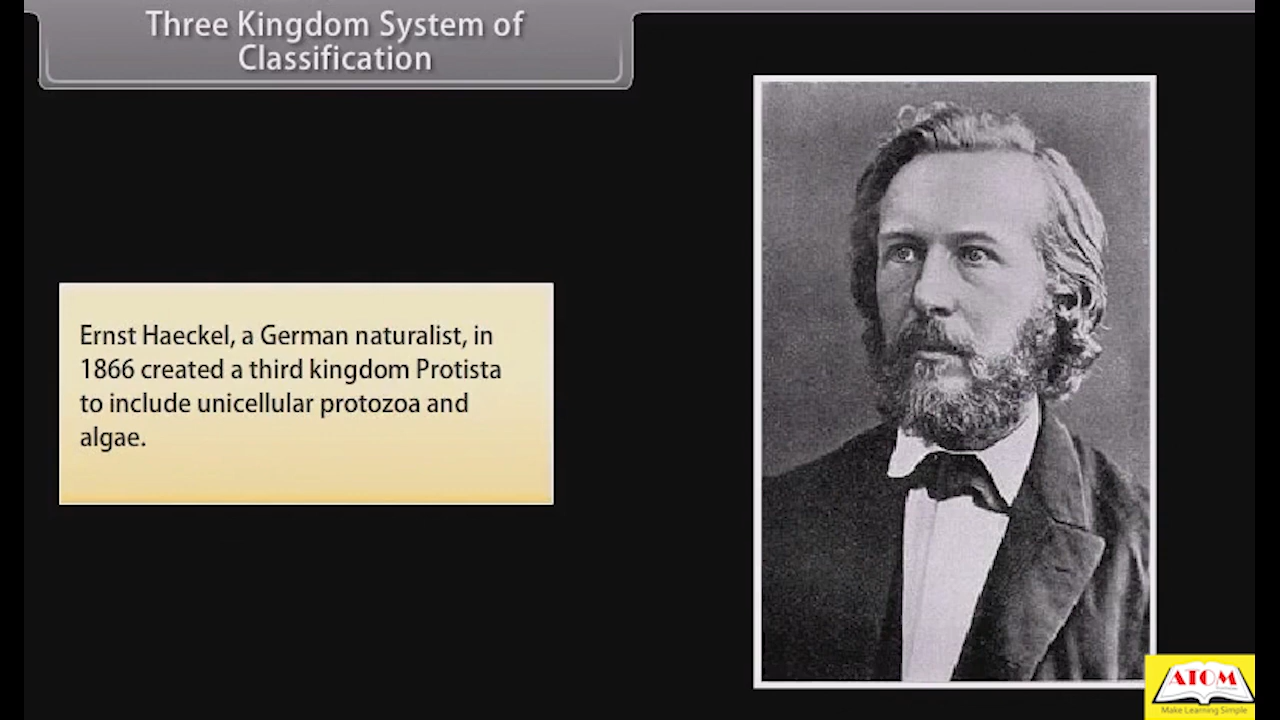 Three Kingdom System of
Classification
Ernst Haeckel, a German naturalist, in
1866 created a third kingdom Protista
to include unicellular protozoa and
algae.
ATOM
Make Learning Simple